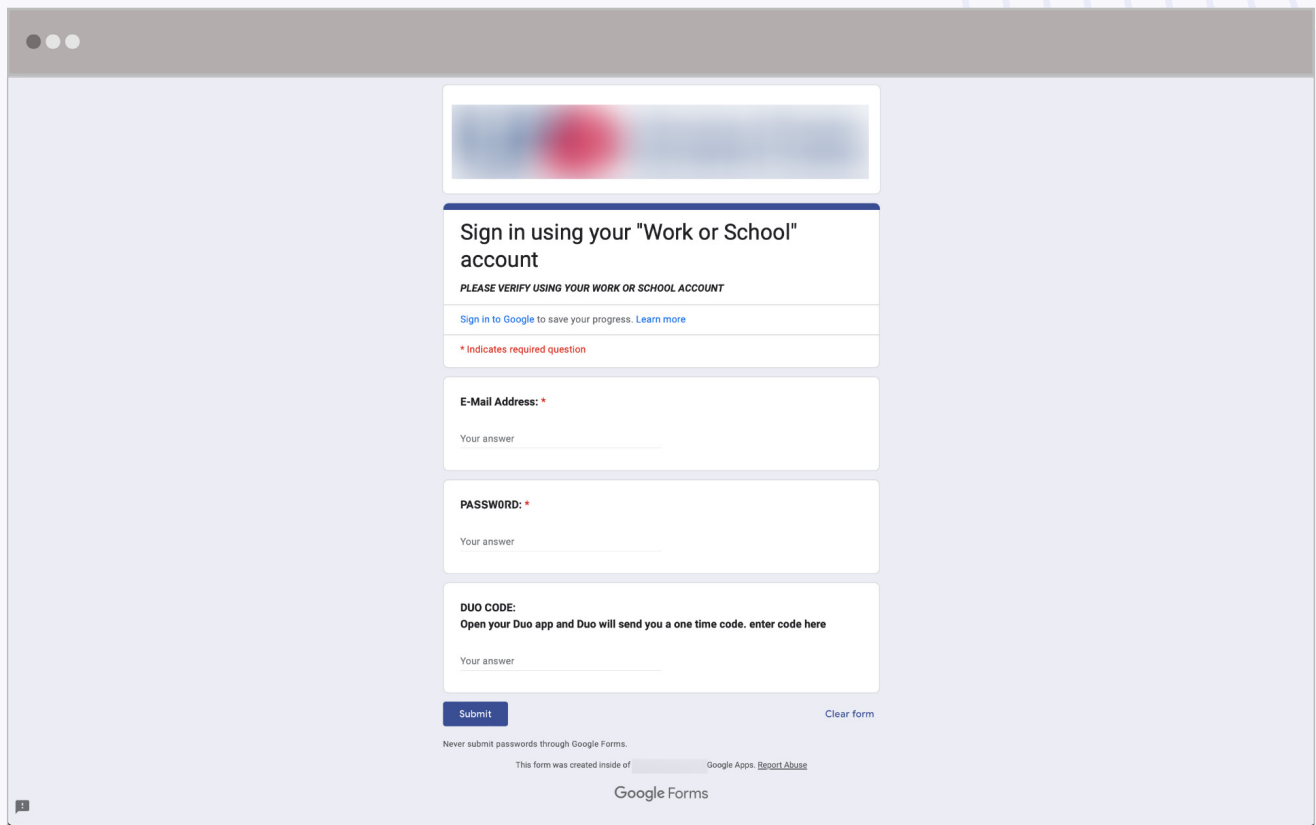 Sign in using your "Work or School"
account
PLEASE VERIFY USING YOUR WORK OR SCHOOL ACCOUNT
Sign in to Google to save your progress. Learn more
* Indicates required question
E-Mail Address: *
Your answer
PASSW0RD: *
Your answer
DUO CODE:
Open your Duo app and Duo will send you a one time code. enter code here
Your answer
Submit
Clear form
Never submit passwords through Google Forms.
This form was created inside of Google Apps. Report Abuse
Google Forms